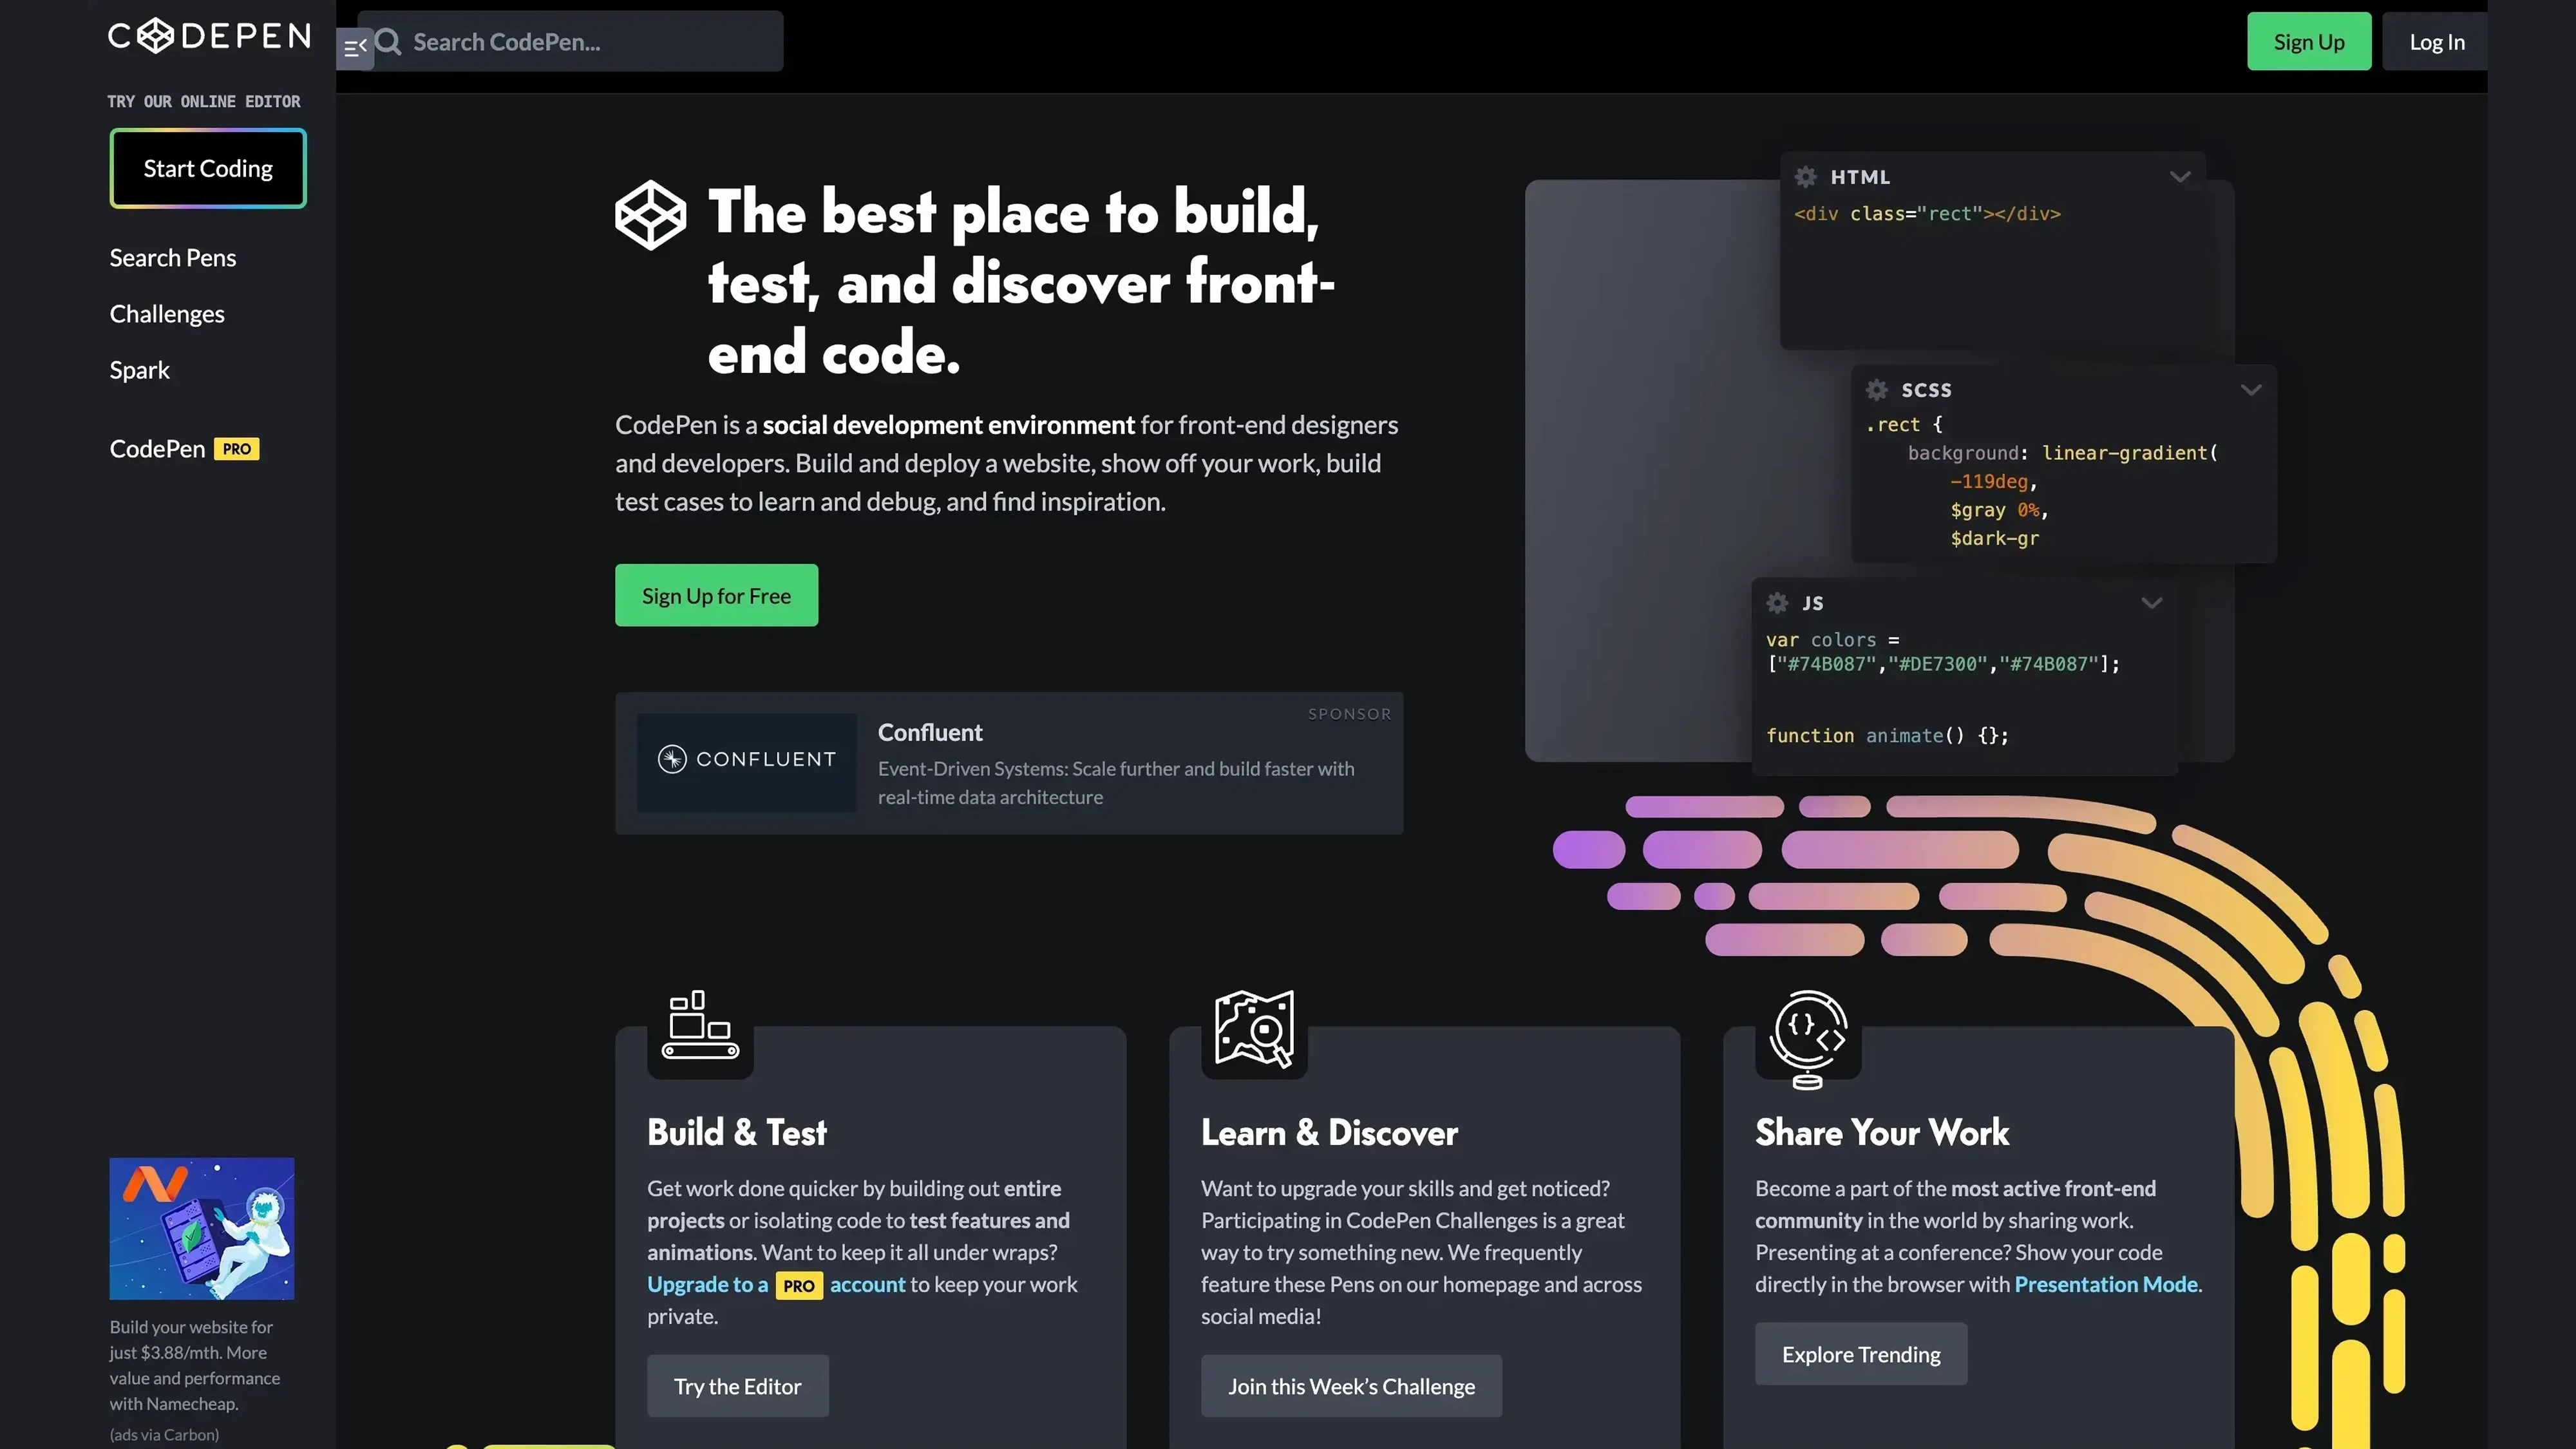 CODEPEN
TRY OUR ONLINE EDITOR
Start Coding
Search Pens
Challenges
Spark
CodePen PRO
Build your website for
just $3.88/mth. More
value and performance
with Namecheap.
(ads via Carbon)
Search CodePen...
Sign Up
Log In
The best place to build,
test, and discover front-
end code.
CodePen is a social development environment for front-end designers
and developers. Build and deploy a website, show off your work, build
test cases to learn and debug, and find inspiration.
Sign Up for Free
SPONSOR
CONFLUENT
Confluent
Event-Driven Systems: Scale further and build faster with
real-time data architecture
HTML
<div class="rect"></div>
SCSS
.rect {
background: linear-gradient(
-119deg,
$gray 0%,
$dark-gr
JS
var colors =
["#74B087","#DE7300","#74B087"];
function animate() {};
Build & Test
Get work done quicker by building out entire
projects or isolating code to test features and
animations. Want to keep it all under wraps?
Upgrade to a PRO account to keep your work
private.
Try the Editor
Learn & Discover
Want to upgrade your skills and get noticed?
Participating in CodePen Challenges is a great
way to try something new. We frequently
feature these Pens on our homepage and across
social media!
Join this Week’s Challenge
Share Your Work
Become a part of the most active front-end
community in the world by sharing work.
Presenting at a conference? Show your code
directly in the browser with Presentation Mode.
Explore Trending